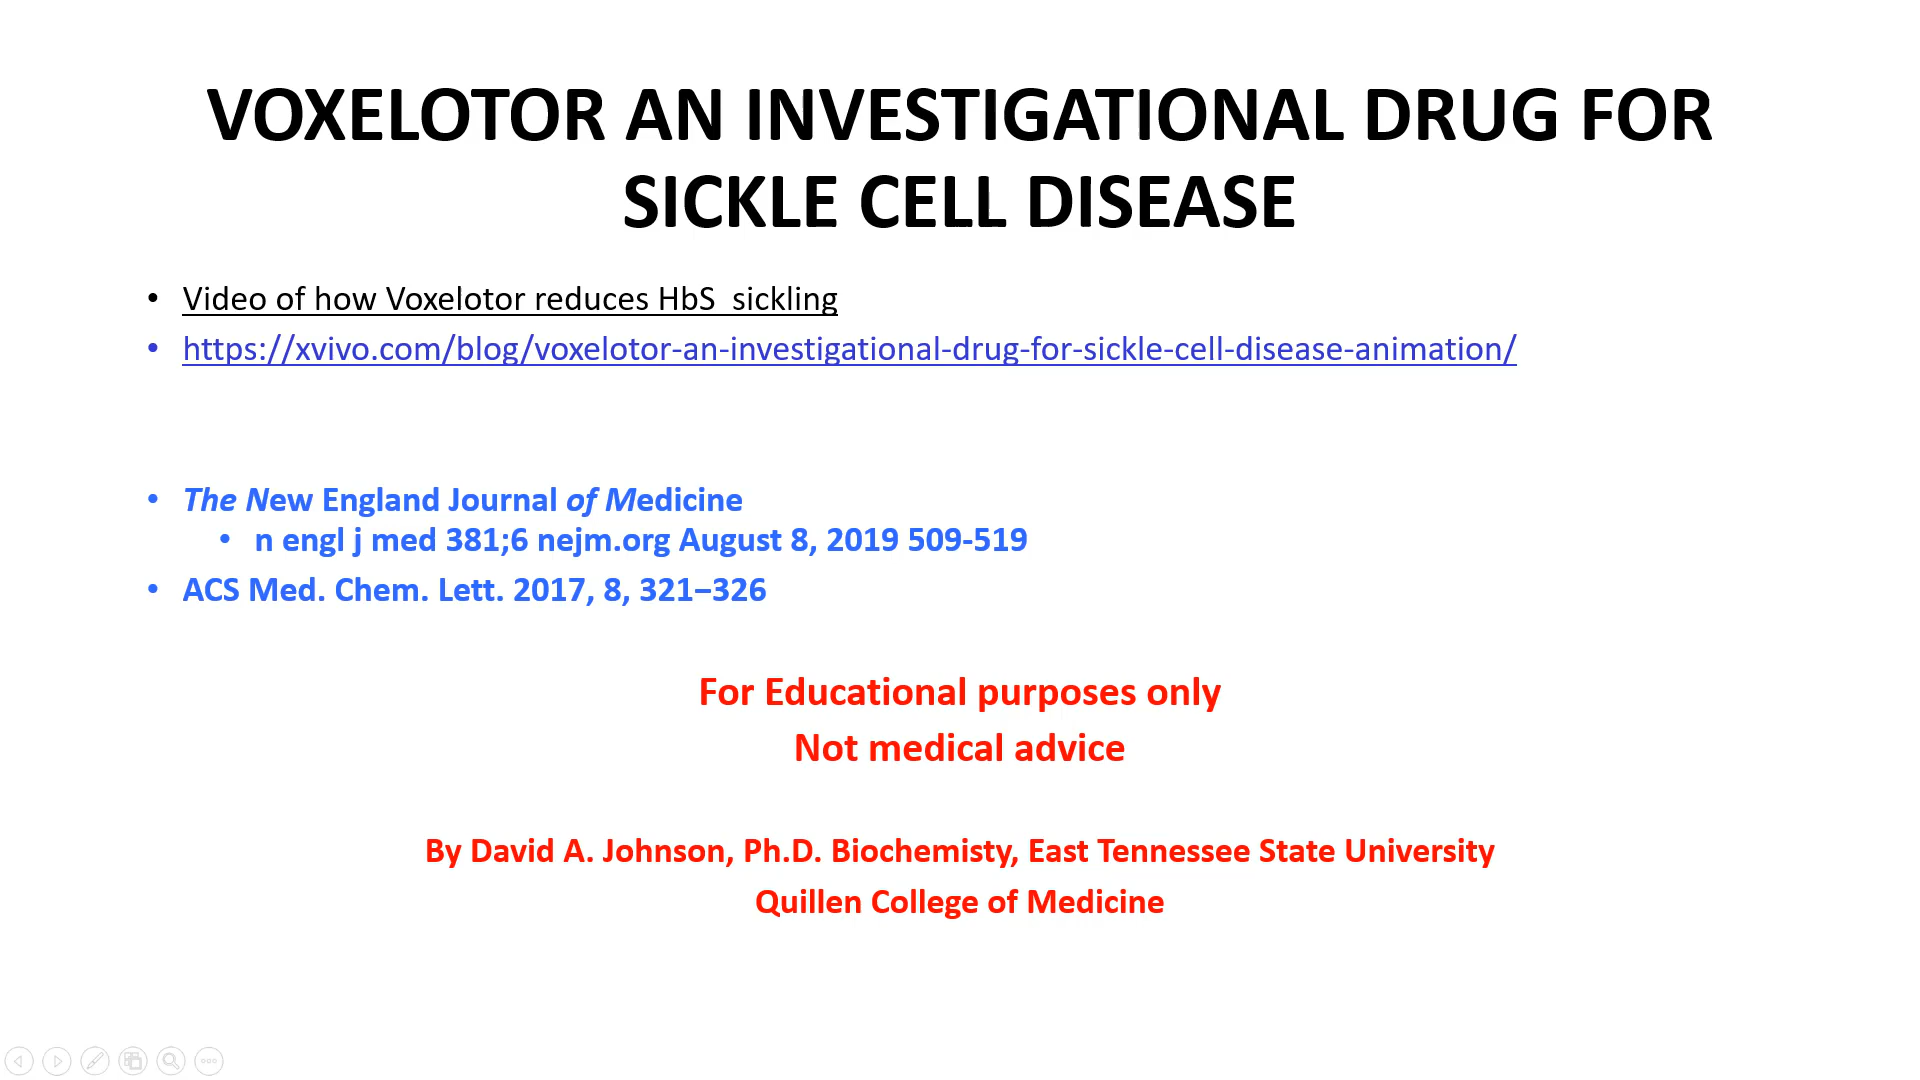 VOXELOTOR AN INVESTIGATIONAL DRUG FOR
SICKLE CELL DISEASE
• Video of how Voxelotor reduces HbS  sickling
• https://xvivo.com/blog/voxelotor-an-investigational-drug-for-sickle-cell-disease-animation/
• The New England Journal of Medicine
• n engl j med 381;6 nejm.org August 8, 2019 509-519
• ACS Med. Chem. Lett. 2017, 8, 321−326
For Educational purposes only
Not medical advice
By David A. Johnson, Ph.D. Biochemisty, East Tennessee State University
Quillen College of Medicine